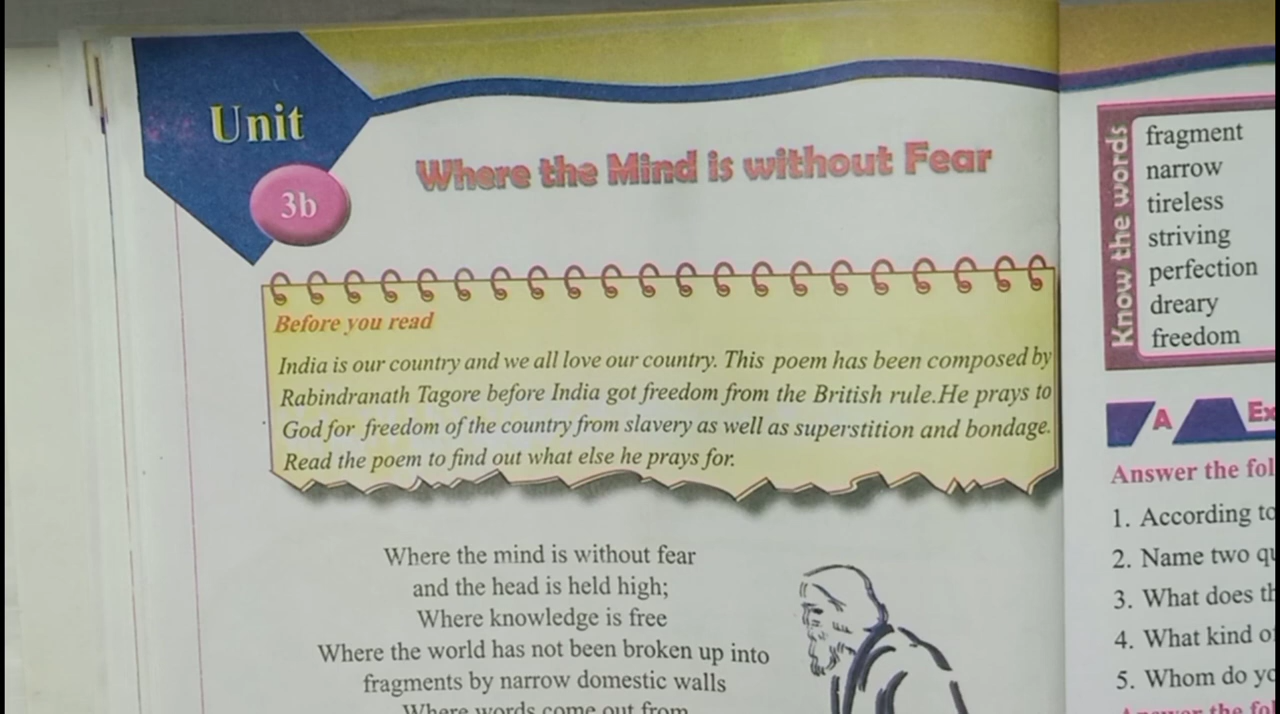 Unit
3b
Where the Mind is without Fear
Before you read
India is our country and we all love our country. This poem has been composed by
Rabindranath Tagore before India got freedom from the British rule.He prays to
God for freedom of the country from slavery as well as superstition and bondage.
Read the poem to find out what else he prays for.
Where the mind is without fear
and the head is held high;
Where knowledge is free
Where the world has not been broken up into
fragments by narrow domestic walls
Where words come out from
Know the words
fragment
narrow
tireless
striving
perfection
dreary
freedom
A
Answer the
1. According to
2. Name two
3. What does
4. What kind
5. Whom do